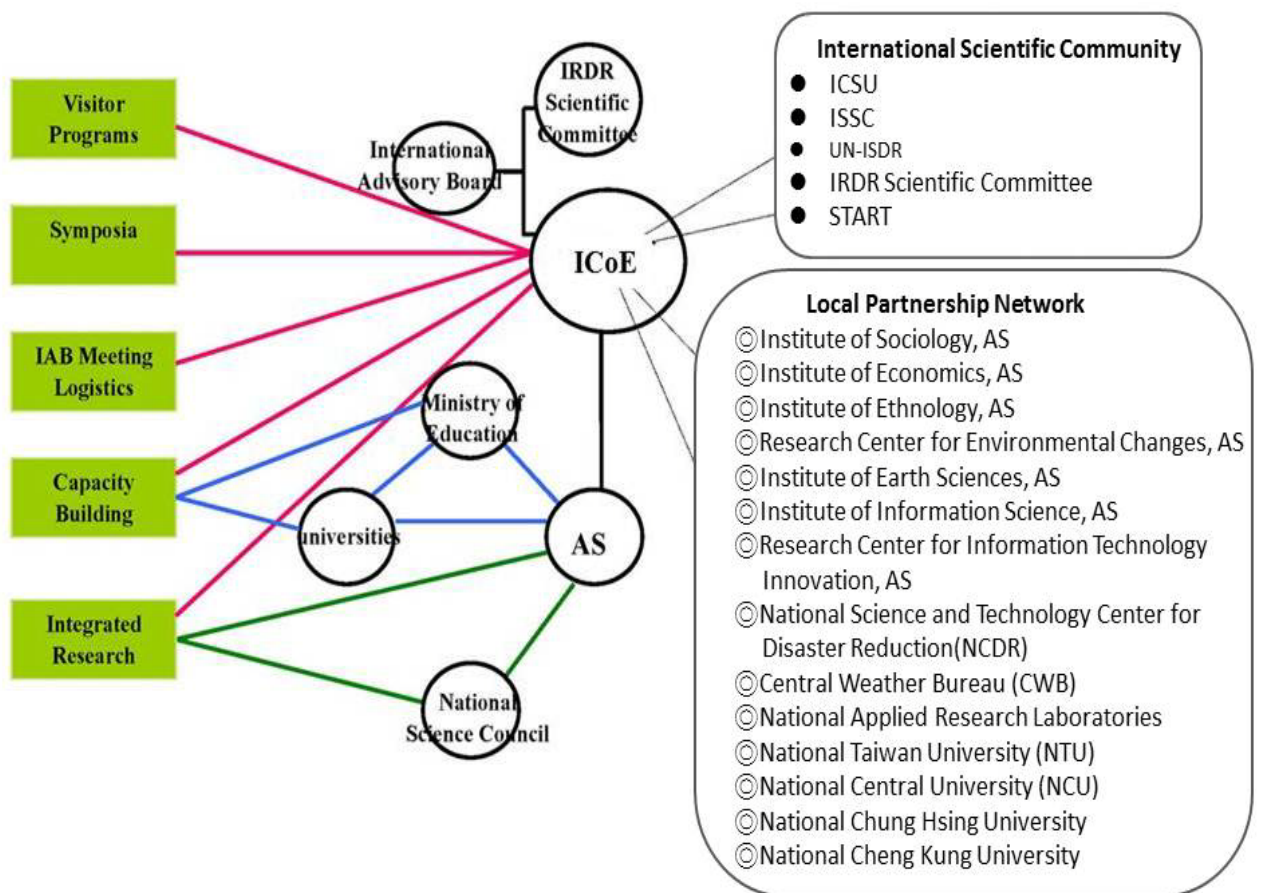 Visitor
Programs
Symposia
IAB Meeting
Logistics
Capacity
Building
Integrated
Research
IRDR
Scientific
Committee
International
Advisory Board
ICoE
Ministry of
Education
universities
AS
National
Science Council
International Scientific Community
● ICSU
● ISSC
● UN-ISDR
● IRDR Scientific Committee
● START
Local Partnership Network
◎Institute of Sociology, AS
◎Institute of Economics, AS
◎Institute of Ethnology, AS
◎Research Center for Environmental Changes, AS
◎Institute of Earth Sciences, AS
◎Institute of Information Science, AS
◎Research Center for Information Technology
Innovation, AS
◎National Science and Technology Center for
Disaster Reduction(NCDR)
◎Central Weather Bureau (CWB)
◎National Applied Research Laboratories
◎National Taiwan University (NTU)
◎National Central University (NCU)
◎National Chung Hsing University
◎National Cheng Kung University